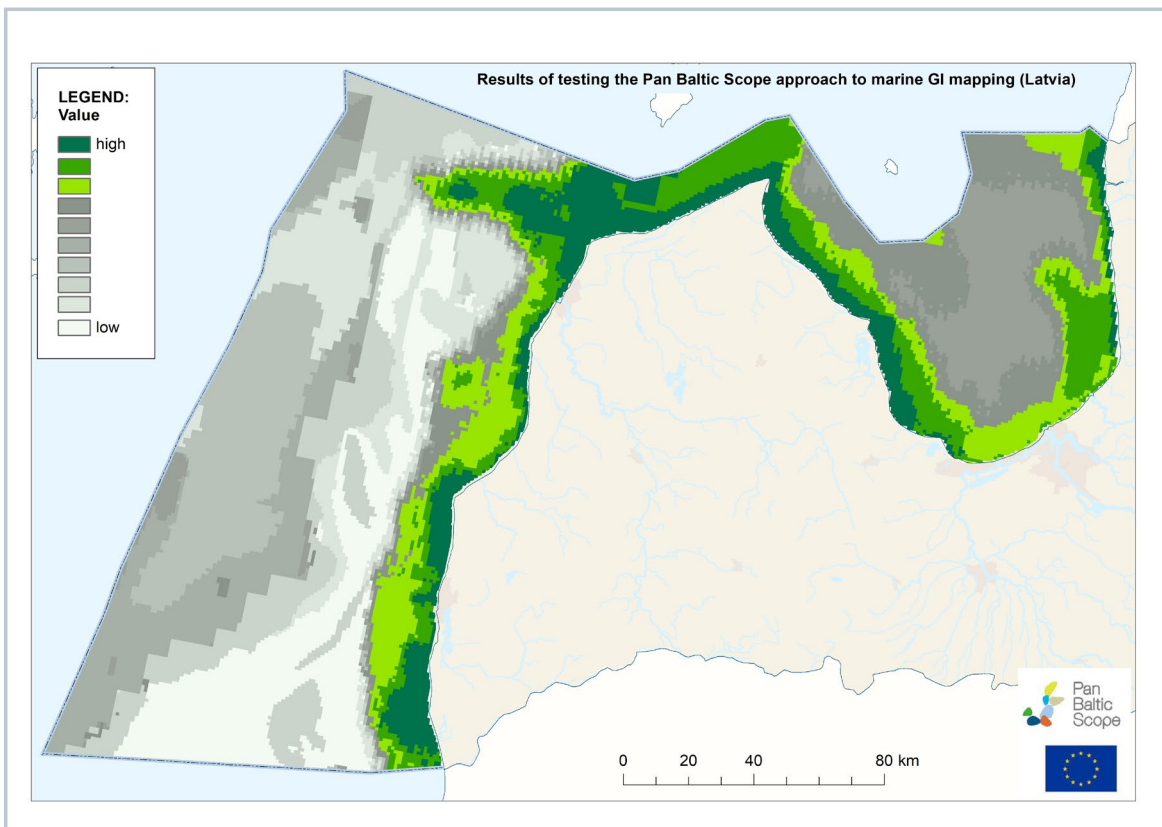 Results of testing the Pan Baltic Scope approach to marine GI mapping (Latvia)
LEGEND:
Value
high
low
0 20 40 80 km
Pan
Baltic
Scope